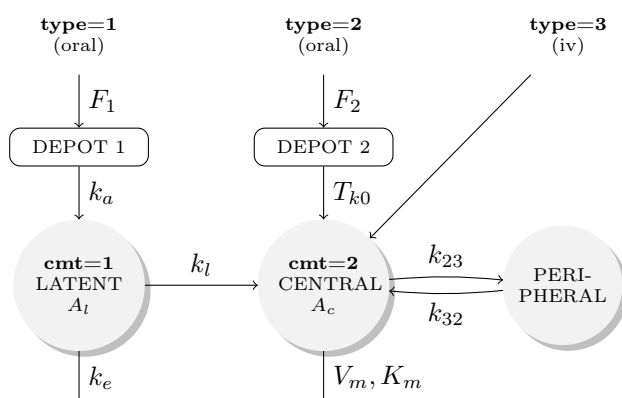 type=1
(oral)
type=2
(oral)
type=3
(iv)
F₁
F₂
DEPOT 1
DEPOT 2
kₐ
Tₖ₀
cmt=1
LATENT
Aₗ
kₗ
cmt=2
CENTRAL
A_c
k₂₃
k₃₂
PERI-
PHERAL
kₑ
Vₘ, Kₘ